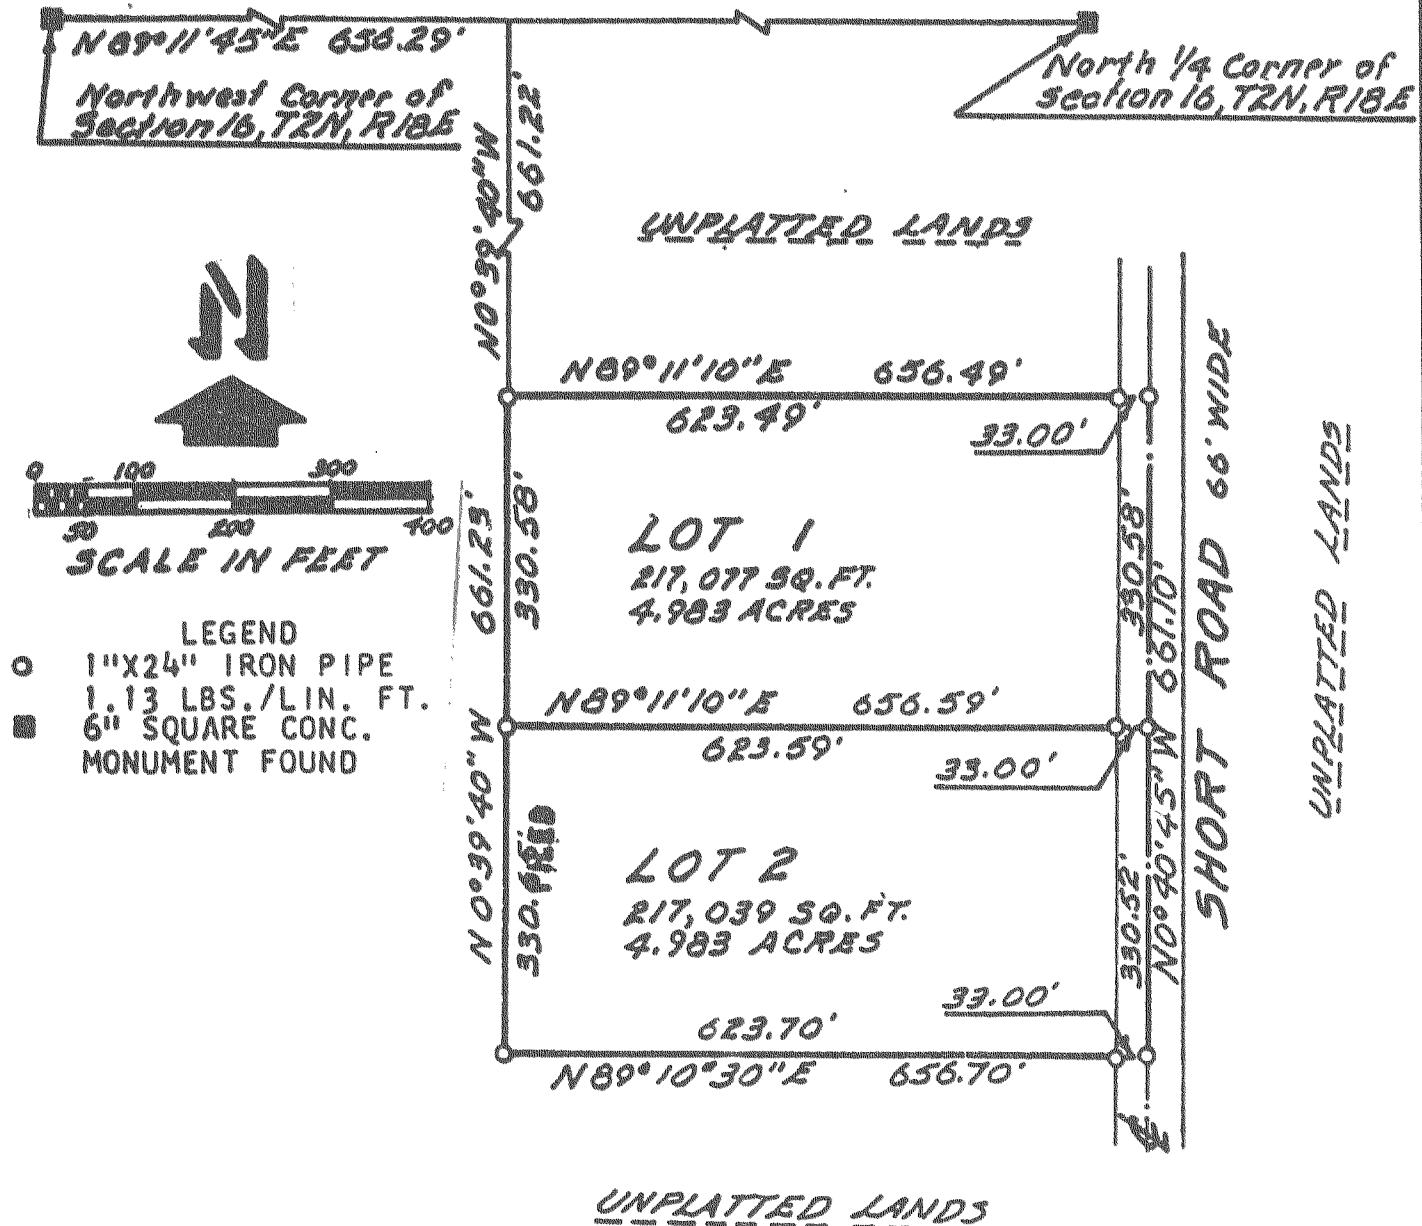 N89°11'45"E 656.29'
Northwest Corner of
Section 16, T2N, R18E
North 1/4 Corner of
Section 16, T2N, R18E
N0°39'40"W
661.22'
UNPLATTED LANDS
N
0 100 300
50 200 400
SCALE IN FEET
LEGEND
1"X24" IRON PIPE
1.13 LBS./LIN. FT.
6" SQUARE CONC.
MONUMENT FOUND
N89°11'10"E 656.49'
623.49'
33.00'
661.23'
330.58'
LOT 1
217,077 SQ.FT.
4.983 ACRES
330.58'
N0°40'45"W 661.10'
SHORT ROAD 66' WIDE
UNPLATTED LANDS
N89°11'10"E 656.59'
623.59'
33.00'
N0°39'40"W
LOT 2
217,039 SQ.FT.
4.983 ACRES
330.52'
33.00'
623.70'
N89°10'30"E 656.70'
UNPLATTED LANDS